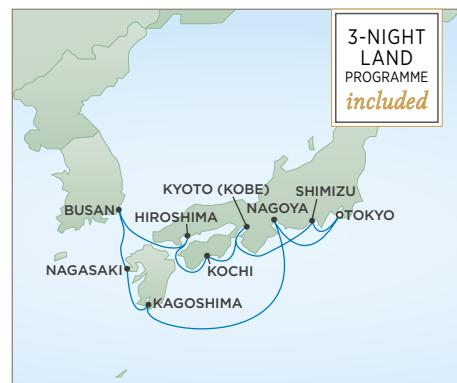 3-NIGHT
LAND
PROGRAMME
included
KYOTO (KOBE)
SHIMIZU
BUSAN
HIROSHIMA
NAGOYA
TOKYO
NAGASAKI
KOCHI
KAGOSHIMA